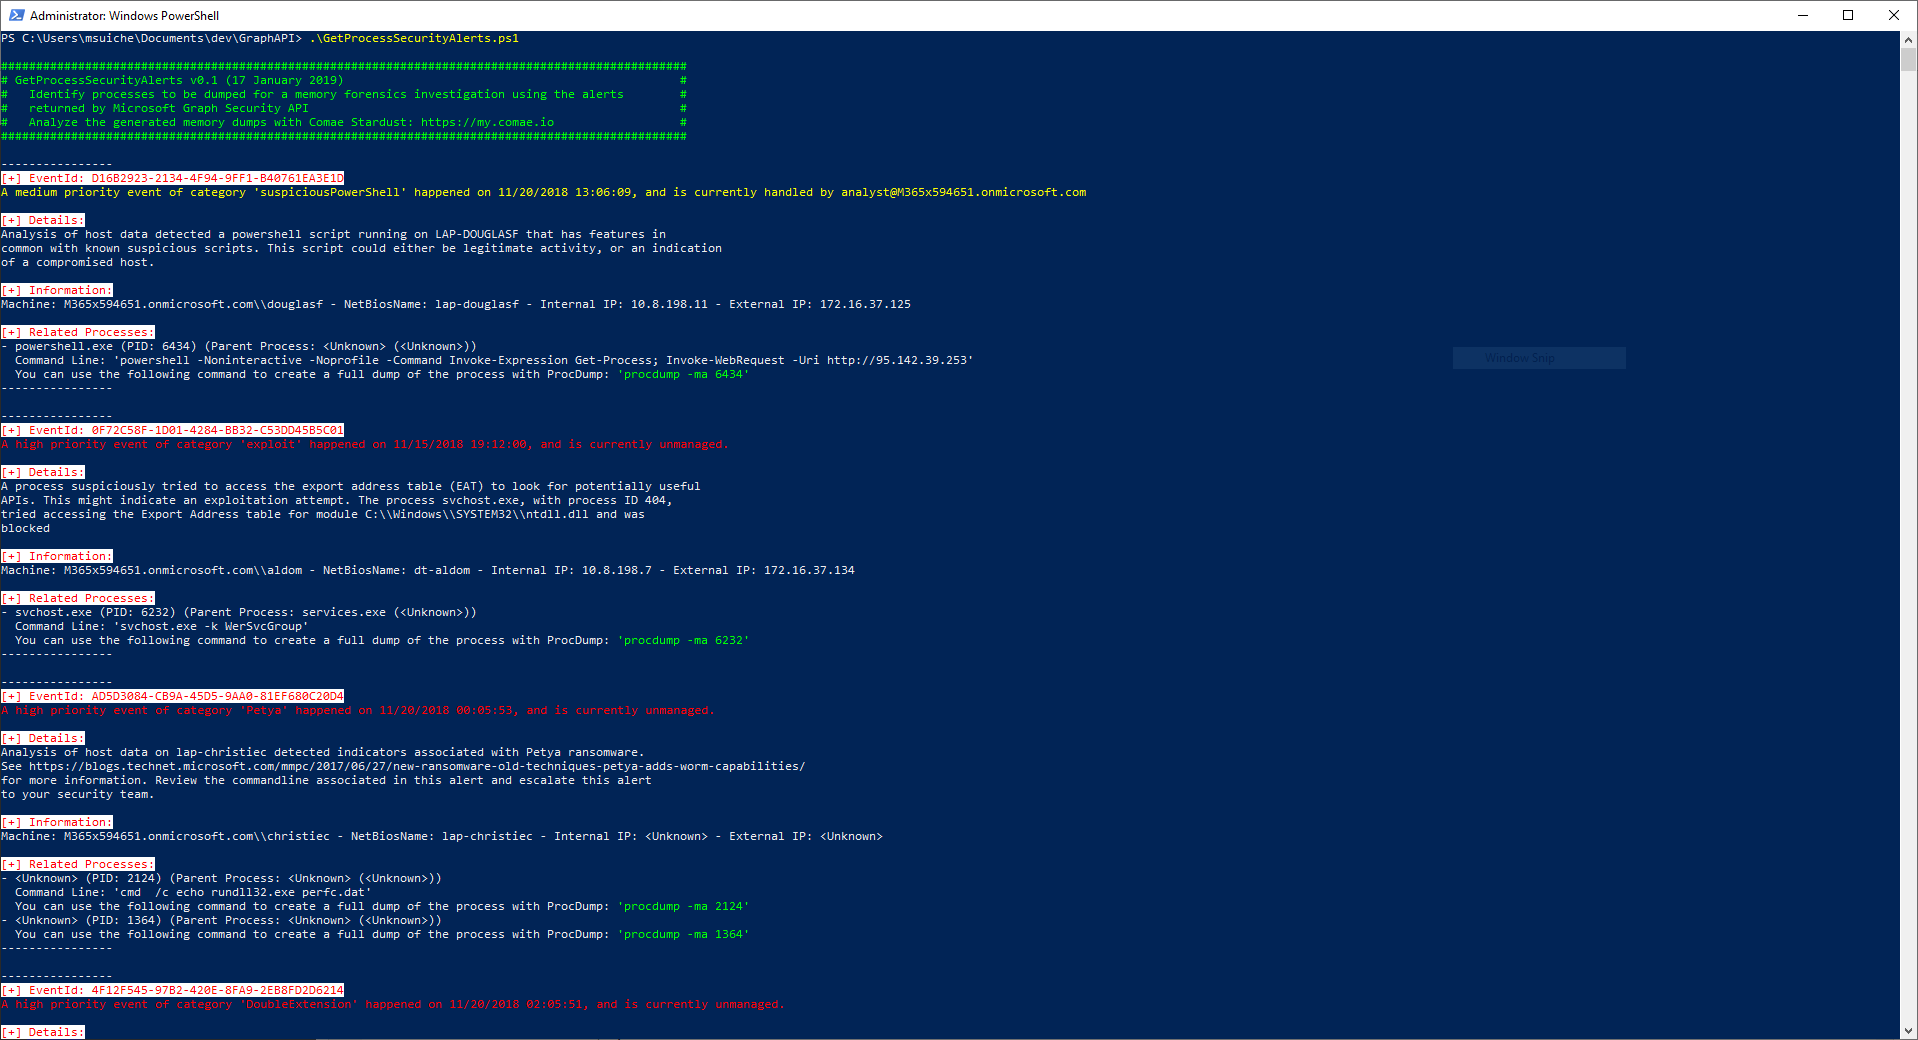 Administrator: Windows PowerShell
PS C:\Users\msuiche\Documents\dev\GraphAPI> .\GetProcessSecurityAlerts.ps1
##################################################################################################
# GetProcessSecurityAlerts v0.1 (17 January 2019) #
# Identify processes to be dumped for a memory forensics investigation using the alerts #
# returned by Microsoft Graph Security API #
# Analyze the generated memory dumps with Comae Stardust: https://my.comae.io #
##################################################################################################
----------------
[+] EventId: D16B2923-2134-4F94-9FF1-B40761EA3E1D
A medium priority event of category 'suspiciousPowerShell' happened on 11/20/2018 13:06:09, and is currently handled by analyst@M365x594651.onmicrosoft.com
[+] Details:
Analysis of host data detected a powershell script running on LAP-DOUGLASF that has features in
common with known suspicious scripts. This script could either be legitimate activity, or an indication
of a compromised host.
[+] Information:
Machine: M365x594651.onmicrosoft.com\\douglasf - NetBiosName: lap-douglasf - Internal IP: 10.8.198.11 - External IP: 172.16.37.125
[+] Related Processes:
- powershell.exe (PID: 6434) (Parent Process: <Unknown> (<Unknown>))
Command Line: 'powershell -Noninteractive -Noprofile -Command Invoke-Expression Get-Process; Invoke-WebRequest -Uri http://95.142.39.253'
Window Snip
You can use the following command to create a full dump of the process with ProcDump: 'procdump -ma 6434'
----------------
----------------
[+] EventId: 0F72C58F-1D01-4284-BB32-C53DD45B5C01
A high priority event of category 'exploit' happened on 11/15/2018 19:12:00, and is currently unmanaged.
[+] Details:
A process suspiciously tried to access the export address table (EAT) to look for potentially useful
APIs. This might indicate an exploitation attempt. The process svchost.exe, with process ID 404,
tried accessing the Export Address table for module C:\\Windows\\SYSTEM32\\ntdll.dll and was
blocked
[+] Information:
Machine: M365x594651.onmicrosoft.com\\aldom - NetBiosName: dt-aldom - Internal IP: 10.8.198.7 - External IP: 172.16.37.134
[+] Related Processes:
- svchost.exe (PID: 6232) (Parent Process: services.exe (<Unknown>))
Command Line: 'svchost.exe -k WerSvcGroup'
You can use the following command to create a full dump of the process with ProcDump: 'procdump -ma 6232'
----------------
----------------
[+] EventId: AD5D3084-CB9A-45D5-9AA0-81EF680C20D4
A high priority event of category 'Petya' happened on 11/20/2018 00:05:53, and is currently unmanaged.
[+] Details:
Analysis of host data on lap-christiec detected indicators associated with Petya ransomware.
See https://blogs.technet.microsoft.com/mmpc/2017/06/27/new-ransomware-old-techniques-petya-adds-worm-capabilities/
for more information. Review the commandline associated in this alert and escalate this alert
to your security team.
[+] Information:
Machine: M365x594651.onmicrosoft.com\\christiec - NetBiosName: lap-christiec - Internal IP: <Unknown> - External IP: <Unknown>
[+] Related Processes:
- <Unknown> (PID: 2124) (Parent Process: <Unknown> (<Unknown>))
Command Line: 'cmd  /c echo rundll32.exe perfc.dat'
You can use the following command to create a full dump of the process with ProcDump: 'procdump -ma 2124'
- <Unknown> (PID: 1364) (Parent Process: <Unknown> (<Unknown>))
You can use the following command to create a full dump of the process with ProcDump: 'procdump -ma 1364'
----------------
----------------
[+] EventId: 4F12F545-97B2-420E-8FA9-2EB8FD2D6214
A high priority event of category 'DoubleExtension' happened on 11/20/2018 02:05:51, and is currently unmanaged.
[+] Details: